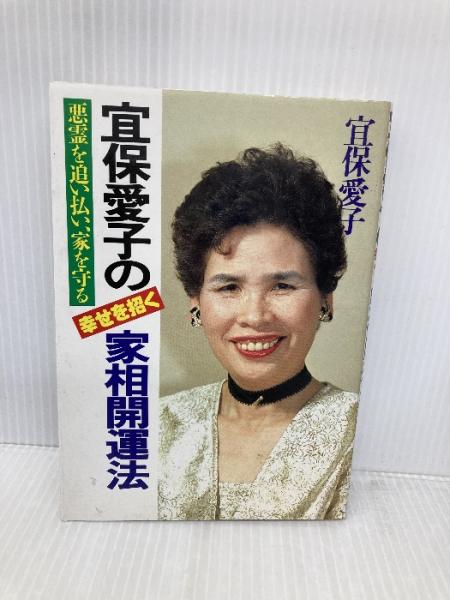 宜保愛子
宜保愛子の
幸せを招く
家相開運法
悪霊を追い払い、家を守る